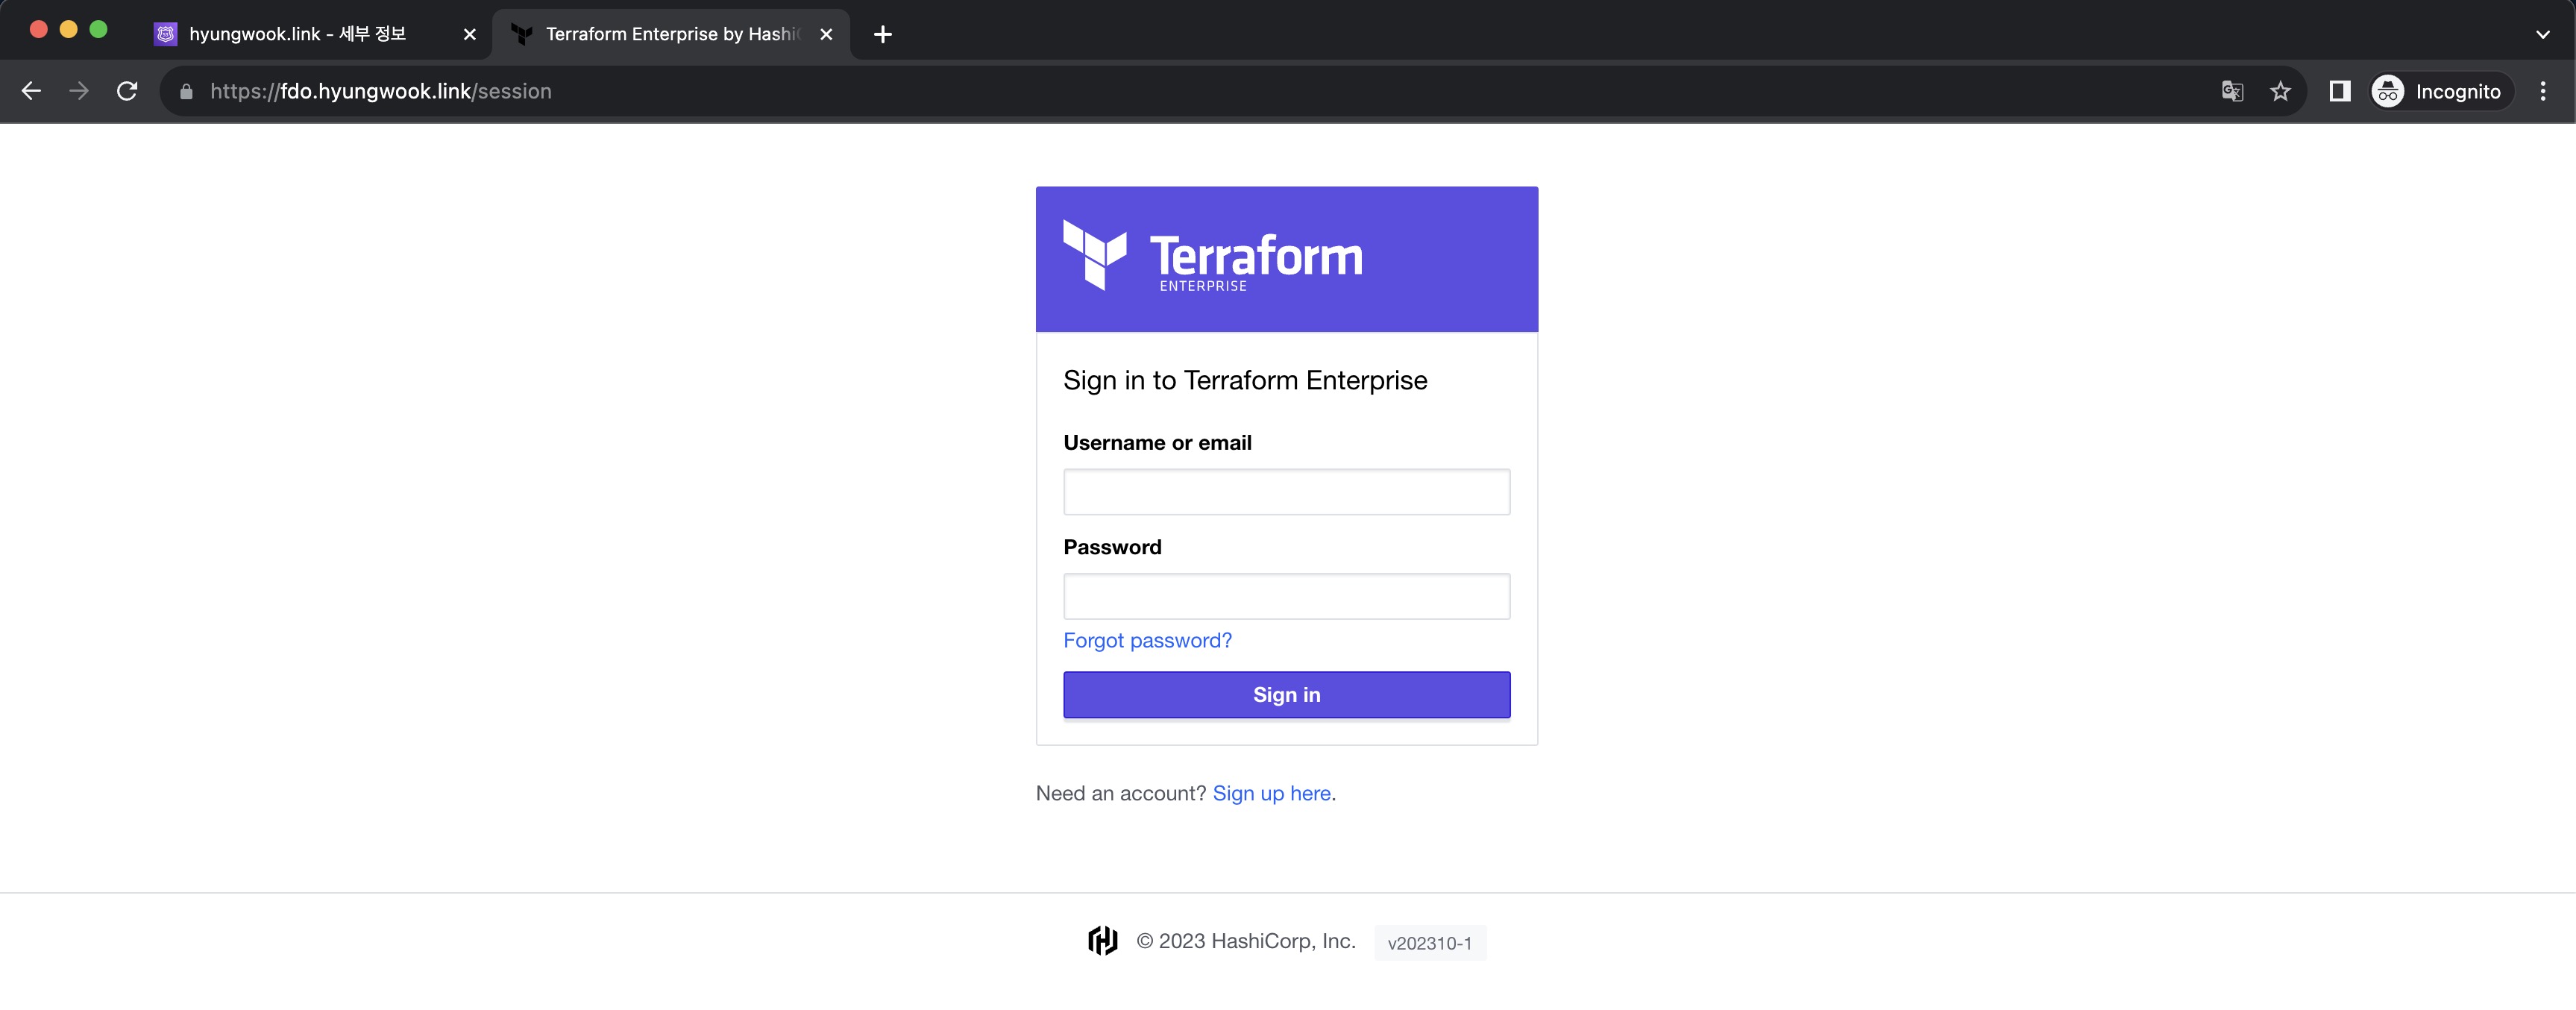 hyungwook.link - 세부 정보
Terraform Enterprise by Hashi
https://fdo.hyungwook.link/session
Incognito
Terraform
ENTERPRISE
Sign in to Terraform Enterprise
Username or email
Password
Forgot password?
Sign in
Need an account? Sign up here.
© 2023 HashiCorp, Inc.
v202310-1